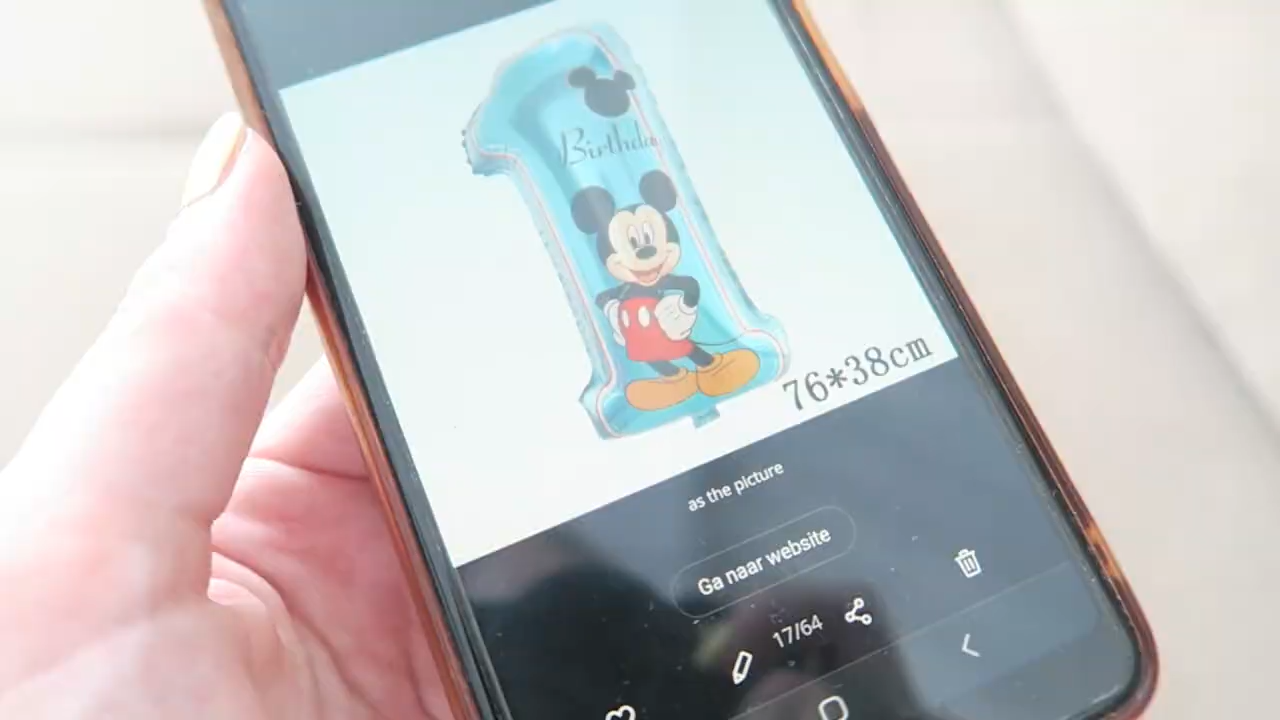 Birthday
76*38cm
as the picture
Ga naar website
17/64